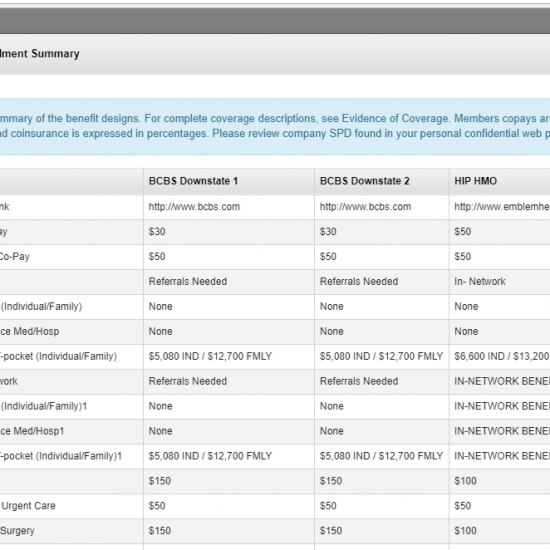 lment Summary
mmary of the benefit designs. For complete coverage descriptions, see Evidence of Coverage. Members copays ar
nd coinsurance is expressed in percentages. Please review company SPD found in your personal confidential web p
BCBS Downstate 1 BCBS Downstate 2 HIP HMO
nk http://www.bcbs.com http://www.bcbs.com http://www.emblemhe
ay $30 $30 $50
Co-Pay $50 $50 $50
Referrals Needed Referrals Needed In- Network
(Individual/Family) None None None
ce Med/Hosp None None None
-pocket (Individual/Family) $5,080 IND / $12,700 FMLY $5,080 IND / $12,700 FMLY $6,600 IND / $13,200
work Referrals Needed Referrals Needed IN-NETWORK BENE
(Individual/Family)1 None None IN-NETWORK BENE
ce Med/Hosp1 None None IN-NETWORK BENE
-pocket (Individual/Family)1 $5,080 IND / $12,700 FMLY $5,080 IND / $12,700 FMLY IN-NETWORK BENE
$150 $150 $100
Urgent Care $50 $50 $50
Surgery $150 $150 $100